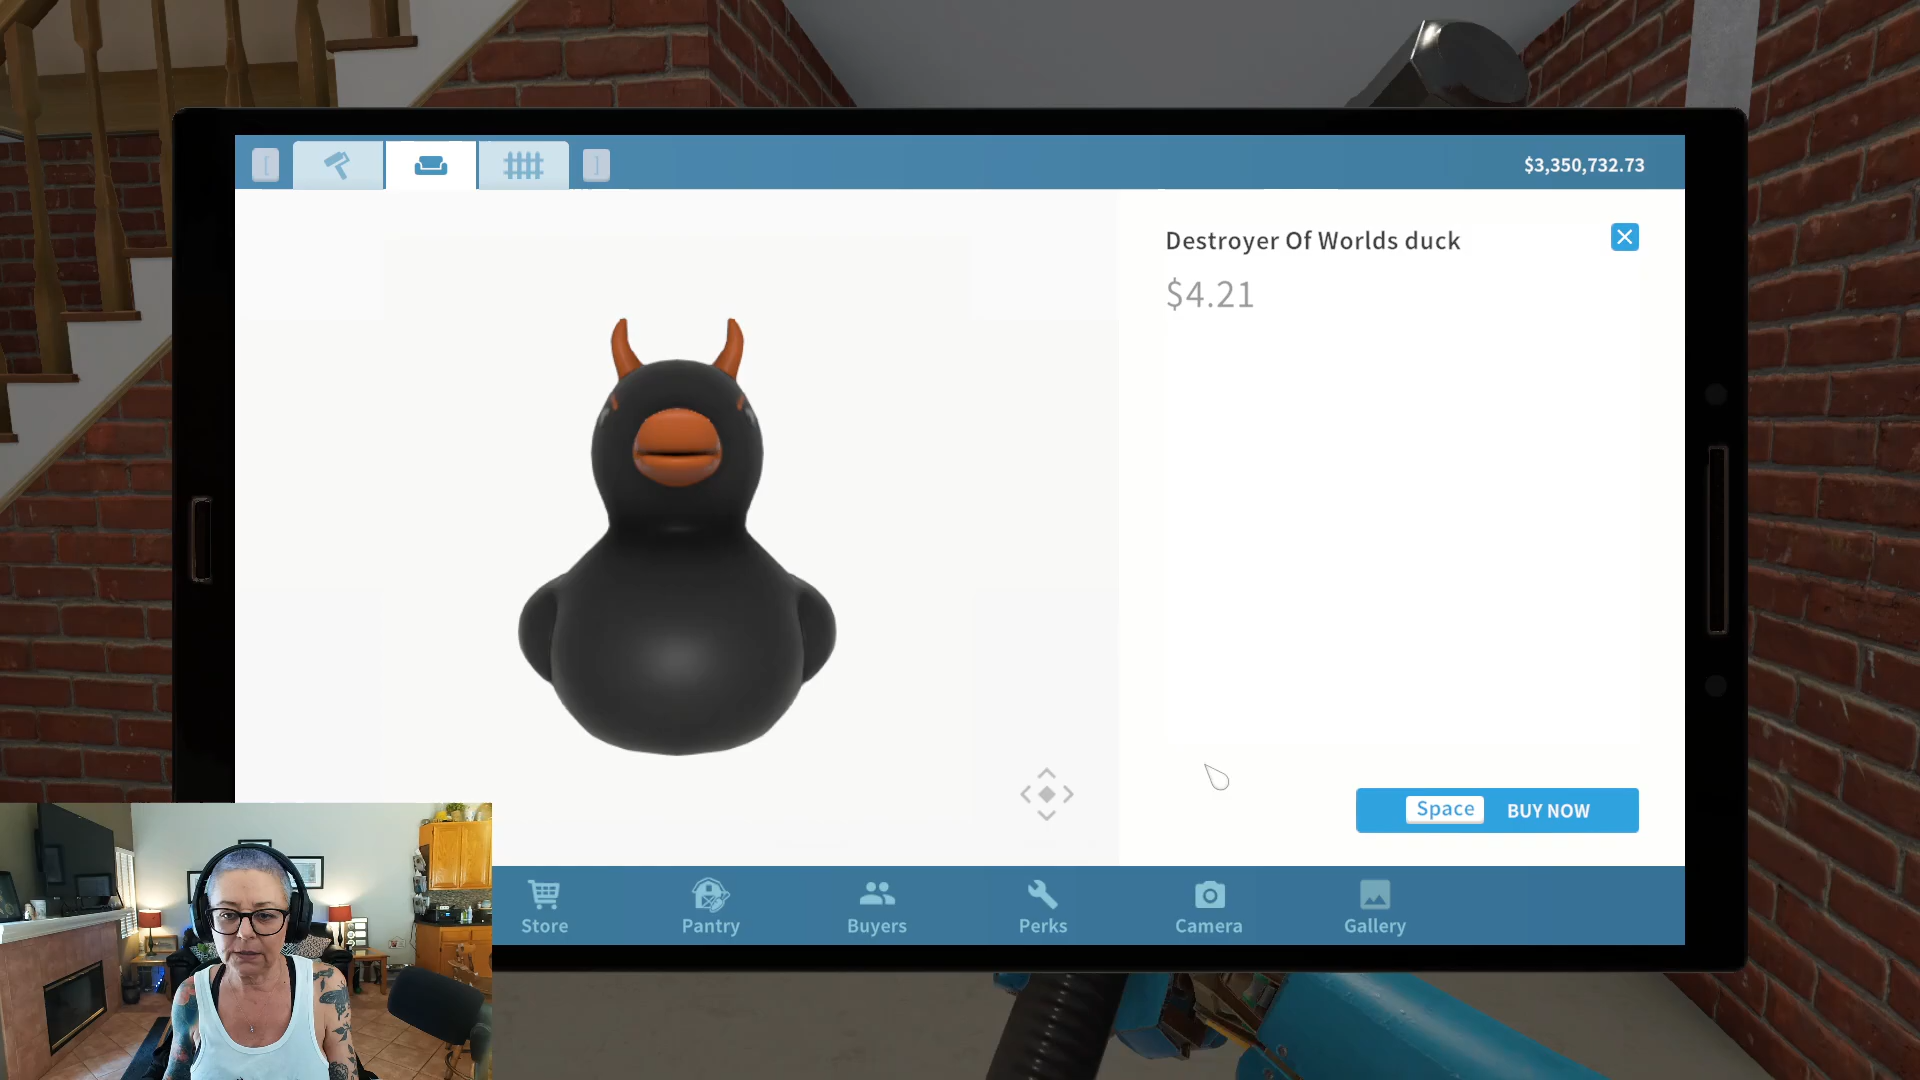 [
]
$3,350,732.73
Destroyer Of Worlds duck
$4.21
Space BUY NOW
Store
Pantry
Buyers
Perks
Camera
Gallery